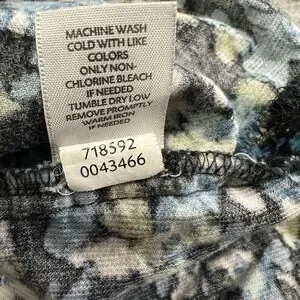 MACHINE WASH
COLD WITH LIKE
COLORS
ONLY NON-
CHLORINE BLEACH
IF NEEDED
TUMBLE DRY LOW
REMOVE PROMPTLY
WARM IRON
IF NEEDED
718592
0043466